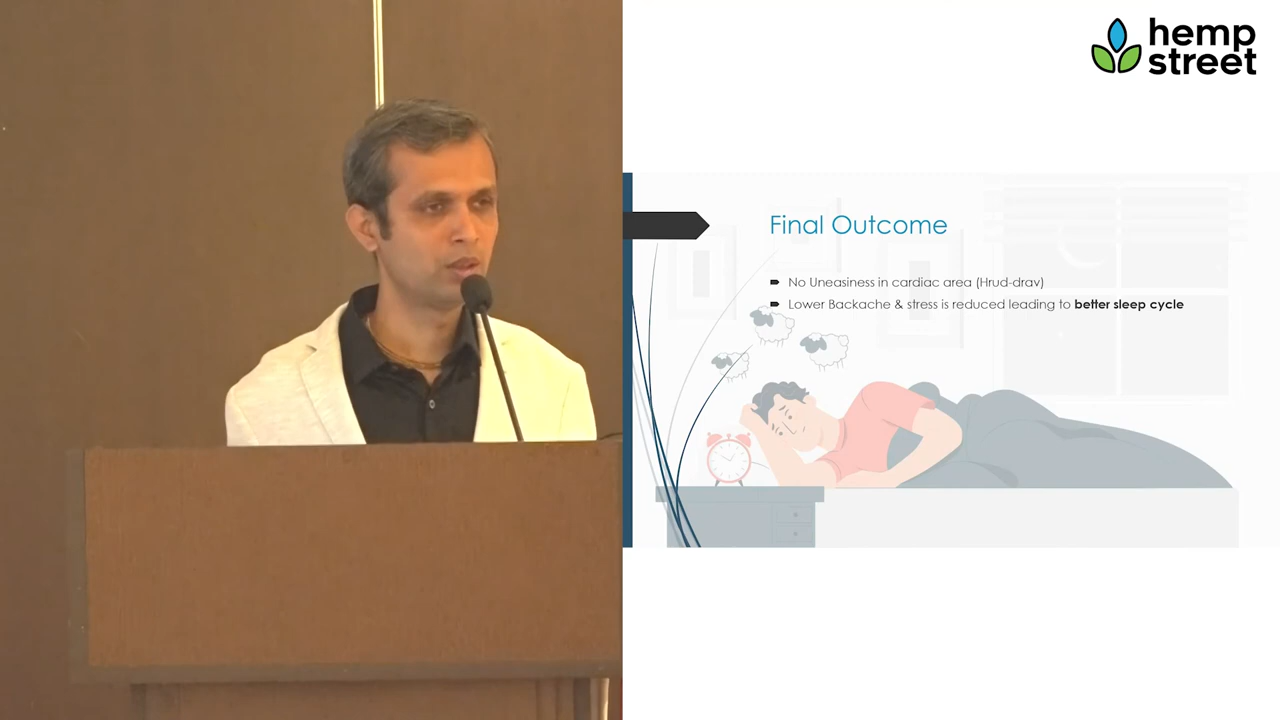 hemp
street
Final Outcome
No Uneasiness in cardiac area (Hrud-drav)
Lower Backache & stress is reduced leading to better sleep cycle